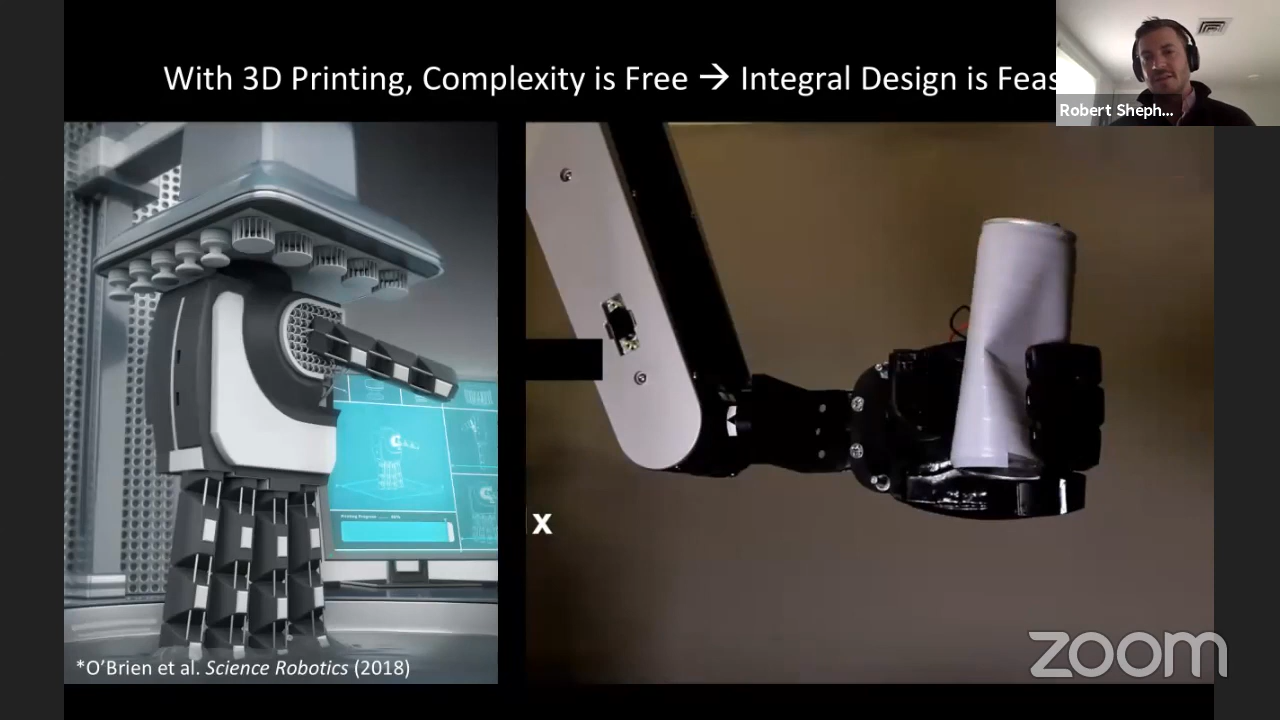 With 3D Printing, Complexity is Free → Integral Design is Feas
Robert Sheph...
x
*O'Brien et al. Science Robotics (2018)
zoom